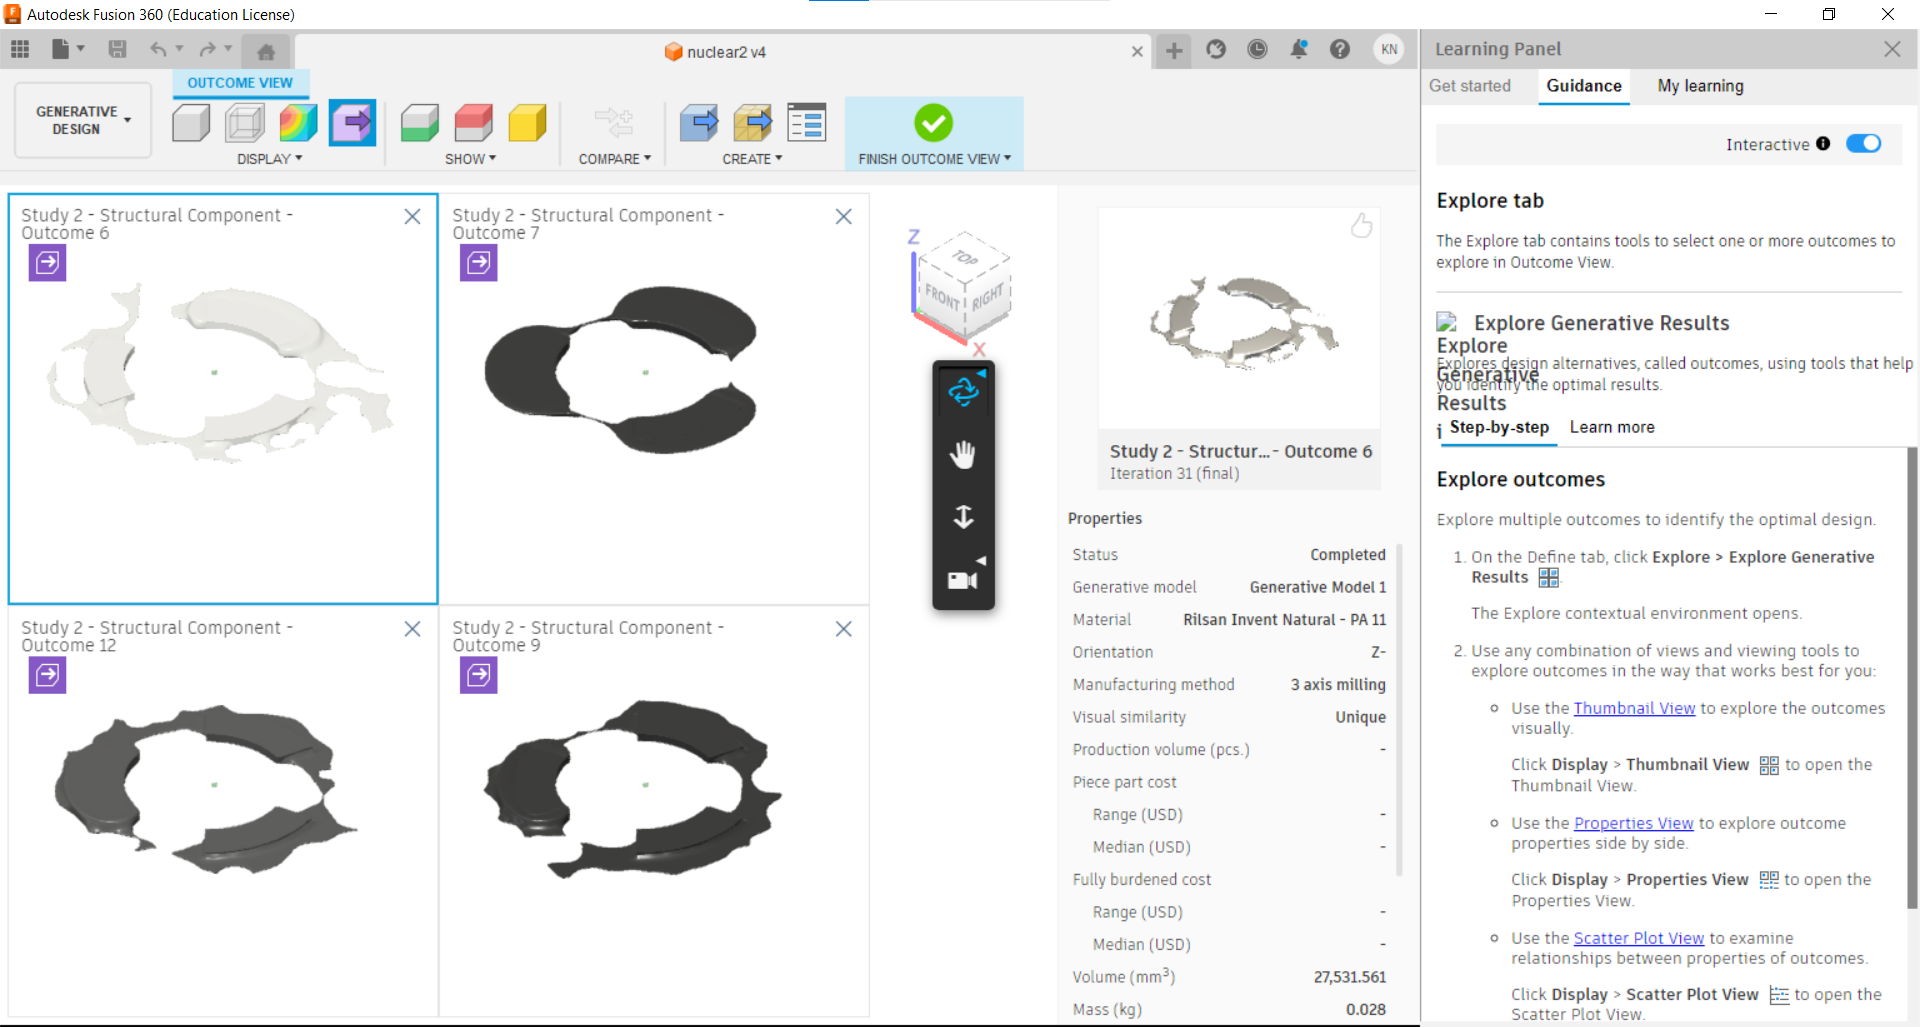 Autodesk Fusion 360 (Education License)
nuclear2 v4
KN
Learning Panel
GENERATIVE
DESIGN
OUTCOME VIEW
DISPLAY
SHOW
COMPARE
CREATE
FINISH OUTCOME VIEW
Get started
Guidance
My learning
Interactive
Study 2 - Structural Component -
Outcome 6
Study 2 - Structural Component -
Outcome 7
Study 2 - Structural Component -
Outcome 12
Study 2 - Structural Component -
Outcome 9
Z
TOP
FRONT
RIGHT
X
Study 2 - Structur...- Outcome 6
Iteration 31 (final)
Properties
Status Completed
Generative model Generative Model 1
Material Rilsan Invent Natural - PA 11
Orientation Z-
Manufacturing method 3 axis milling
Visual similarity Unique
Production volume (pcs.) -
Piece part cost
Range (USD) -
Median (USD) -
Fully burdened cost
Range (USD) -
Median (USD) -
Volume (mm³) 27,531.561
Mass (kg) 0.028
Explore tab
The Explore tab contains tools to select one or more outcomes to
explore in Outcome View.
Explore Generative Results
Explore
Explores design alternatives, called outcomes, using tools that help
Generative
you identify the optimal results.
Results
i
Step-by-step
Learn more
Explore outcomes
Explore multiple outcomes to identify the optimal design.
1. On the Define tab, click Explore > Explore Generative
Results .
The Explore contextual environment opens.
2. Use any combination of views and viewing tools to
explore outcomes in the way that works best for you:
Use the Thumbnail View to explore the outcomes
visually.
Click Display > Thumbnail View to open the
Thumbnail View.
Use the Properties View to explore outcome
properties side by side.
Click Display > Properties View to open the
Properties View.
Use the Scatter Plot View to examine
relationships between properties of outcomes.
Click Display > Scatter Plot View to open the
Scatter Plot View.